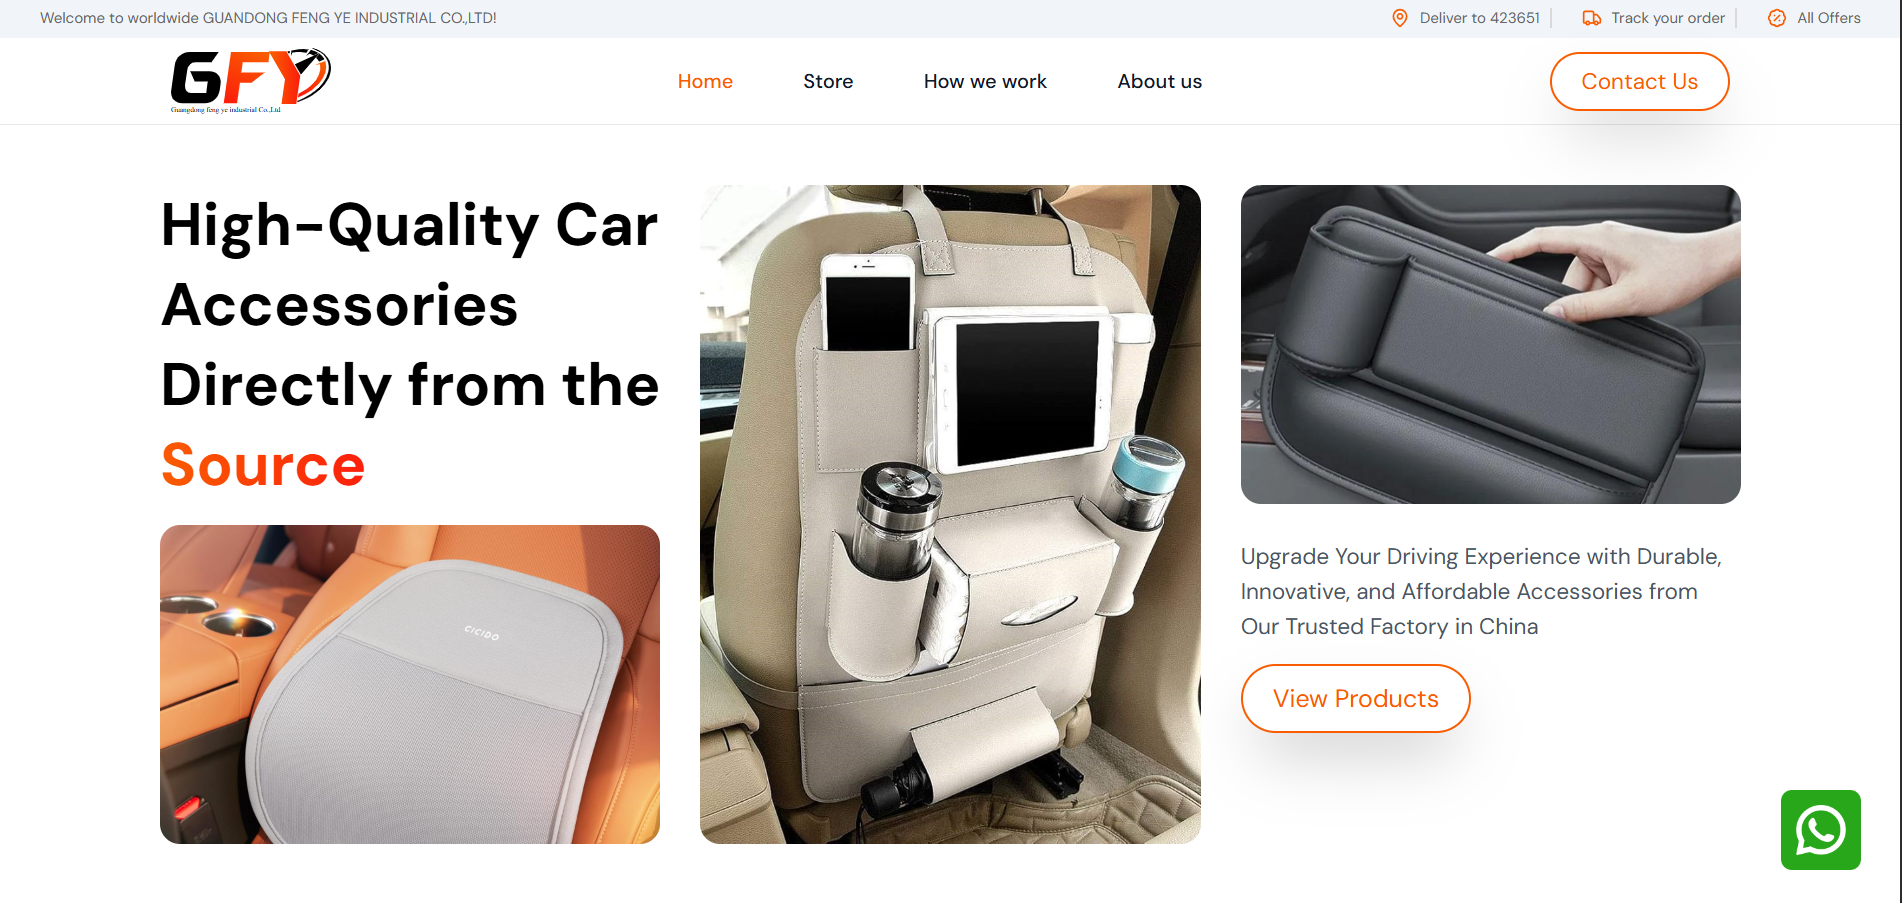 Welcome to worldwide GUANDONG FENG YE INDUSTRIAL CO.,LTD!
Deliver to 423651
Track your order
All Offers
GFY
Guangdong feng ye industrial Co.,Ltd
Home
Store
How we work
About us
Contact Us
High-Quality Car
Accessories
Directly from the
Source
CICIDO
Upgrade Your Driving Experience with Durable,
Innovative, and Affordable Accessories from
Our Trusted Factory in China
View Products